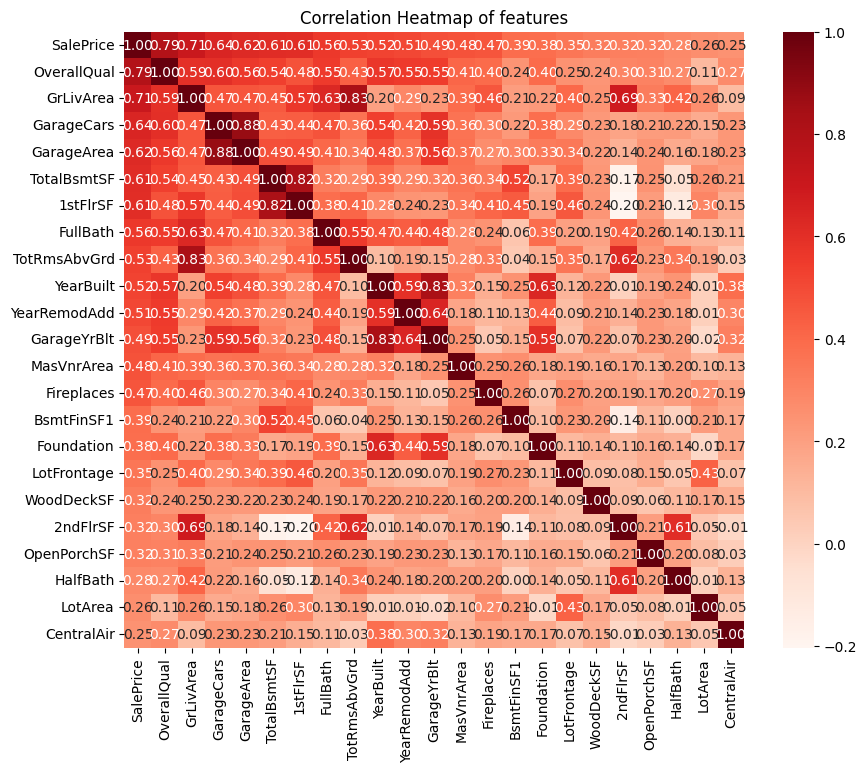 Correlation Heatmap of features
SalePrice 1.00 0.79 0.71 0.64 0.62 0.61 0.61 0.56 0.53 0.52 0.51 0.49 0.48 0.47 0.39 0.38 0.35 0.32 0.32 0.32 0.28 0.26 0.25
OverallQual 0.79 1.00 0.59 0.60 0.56 0.54 0.48 0.55 0.43 0.57 0.55 0.55 0.41 0.40 0.24 0.40 0.25 0.24 0.30 0.31 0.27 0.11 0.27
GrLivArea 0.71 0.59 1.00 0.47 0.47 0.45 0.57 0.63 0.83 0.20 0.29 0.23 0.39 0.46 0.21 0.22 0.40 0.25 0.69 0.33 0.42 0.26 0.09
GarageCars 0.64 0.60 0.47 1.00 0.88 0.43 0.44 0.47 0.36 0.54 0.42 0.59 0.36 0.30 0.22 0.38 0.29 0.23 0.18 0.21 0.22 0.15 0.23
GarageArea 0.62 0.56 0.47 0.88 1.00 0.49 0.49 0.41 0.34 0.48 0.37 0.56 0.37 0.27 0.30 0.33 0.34 0.22 0.14 0.24 0.16 0.18 0.23
TotalBsmtSF 0.61 0.54 0.45 0.43 0.49 1.00 0.82 0.32 0.29 0.39 0.29 0.32 0.36 0.34 0.52 0.17 0.39 0.23 -0.17 0.25 -0.05 0.26 0.21
1stFlrSF 0.61 0.48 0.57 0.44 0.49 0.82 1.00 0.38 0.41 0.28 0.24 0.23 0.34 0.41 0.45 0.19 0.46 0.24 -0.20 0.21 -0.12 0.30 0.15
FullBath 0.56 0.55 0.63 0.47 0.41 0.32 0.38 1.00 0.55 0.47 0.44 0.48 0.28 0.24 0.06 0.39 0.20 0.19 0.42 0.26 0.14 0.13 0.11
TotRmsAbvGrd 0.53 0.43 0.83 0.36 0.34 0.29 0.41 0.55 1.00 0.10 0.19 0.15 0.28 0.33 0.04 0.15 0.35 0.17 0.62 0.23 0.34 0.19 0.03
YearBuilt 0.52 0.57 0.20 0.54 0.48 0.39 0.28 0.47 0.10 1.00 0.59 0.83 0.32 0.15 0.25 0.63 0.12 0.22 0.01 0.19 0.24 0.01 0.38
YearRemodAdd 0.51 0.55 0.29 0.42 0.37 0.29 0.24 0.44 0.19 0.59 1.00 0.64 0.18 0.11 0.13 0.44 0.09 0.21 0.14 0.23 0.18 0.01 0.30
GarageYrBlt 0.49 0.55 0.23 0.59 0.56 0.32 0.23 0.48 0.15 0.83 0.64 1.00 0.25 0.05 0.15 0.59 0.07 0.22 0.07 0.23 0.20 -0.02 0.32
MasVnrArea 0.48 0.41 0.39 0.36 0.37 0.36 0.34 0.28 0.28 0.32 0.18 0.25 1.00 0.25 0.26 0.18 0.19 0.16 0.17 0.13 0.20 0.10 0.13
Fireplaces 0.47 0.40 0.46 0.30 0.27 0.34 0.41 0.24 0.33 0.15 0.11 0.05 0.25 1.00 0.26 0.07 0.27 0.20 0.19 0.17 0.20 0.27 0.19
BsmtFinSF1 0.39 0.24 0.21 0.22 0.30 0.52 0.45 0.06 0.04 0.25 0.13 0.15 0.26 0.26 1.00 0.10 0.23 0.20 -0.14 0.11 0.00 0.21 0.17
Foundation 0.38 0.40 0.22 0.38 0.33 0.17 0.19 0.39 0.15 0.63 0.44 0.59 0.18 0.07 0.10 1.00 0.11 0.14 0.11 0.16 0.14 -0.01 0.17
LotFrontage 0.35 0.25 0.40 0.29 0.34 0.39 0.46 0.20 0.35 0.12 0.09 0.07 0.19 0.27 0.23 0.11 1.00 0.09 0.08 0.15 0.05 0.43 0.07
WoodDeckSF 0.32 0.24 0.25 0.23 0.22 0.23 0.24 0.19 0.17 0.22 0.21 0.22 0.16 0.20 0.20 0.14 0.09 1.00 0.09 0.06 0.11 0.17 0.15
2ndFlrSF 0.32 0.30 0.69 0.18 0.14 -0.17 -0.20 0.42 0.62 0.01 0.14 0.07 0.17 0.19 -0.14 0.11 0.08 0.09 1.00 0.21 0.61 0.05 -0.01
OpenPorchSF 0.32 0.31 0.33 0.21 0.24 0.25 0.21 0.26 0.23 0.19 0.23 0.23 0.13 0.17 0.11 0.16 0.15 0.06 0.21 1.00 0.20 0.08 0.03
HalfBath 0.28 0.27 0.42 0.22 0.16 -0.05 -0.12 0.14 0.34 0.24 0.18 0.20 0.20 0.20 0.00 0.14 0.05 0.11 0.61 0.20 1.00 0.01 0.13
LotArea 0.26 0.11 0.26 0.15 0.18 0.26 0.30 0.13 0.19 0.01 0.01 -0.02 0.10 0.27 0.21 -0.01 0.43 0.17 0.05 0.08 0.01 1.00 0.05
CentralAir 0.25 0.27 0.09 0.23 0.23 0.21 0.15 0.11 0.03 0.38 0.30 0.32 0.13 0.19 0.17 0.17 0.07 0.15 -0.01 0.03 0.13 0.05 1.00
SalePrice OverallQual GrLivArea GarageCars GarageArea TotalBsmtSF 1stFlrSF FullBath TotRmsAbvGrd YearBuilt YearRemodAdd GarageYrBlt MasVnrArea Fireplaces BsmtFinSF1 Foundation LotFrontage WoodDeckSF 2ndFlrSF OpenPorchSF HalfBath LotArea CentralAir
1.0
0.8
0.6
0.4
0.2
0.0
−0.2